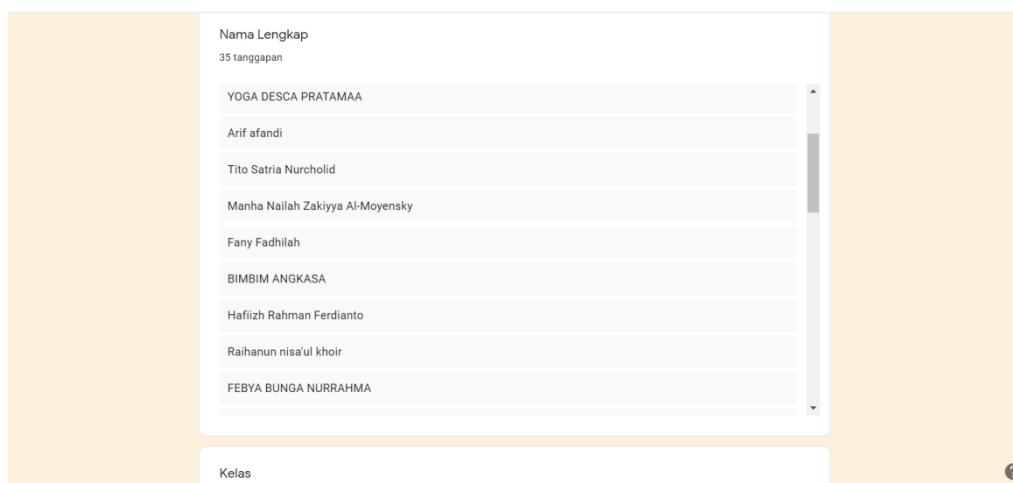 Nama Lengkap
35 tanggapan
YOGA DESCA PRATAMAA
Arif afandi
Tito Satria Nurcholid
Manha Nailah Zakiyya Al-Moyensky
Fany Fadhilah
BIMBIM ANGKASA
Hafiizh Rahman Ferdianto
Raihanun nisa'ul khoir
FEBYA BUNGA NURRAHMA
Kelas